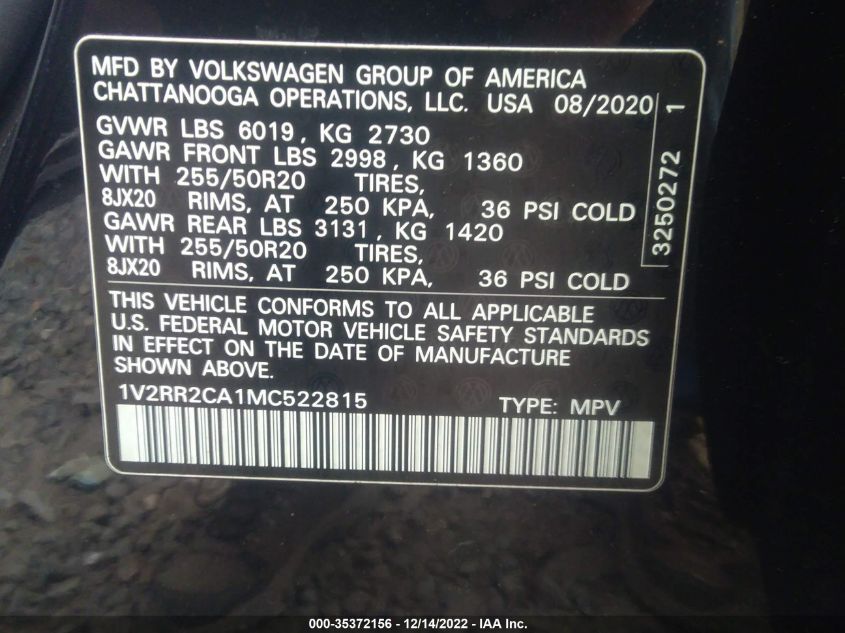 MFD BY VOLKSWAGEN GROUP OF AMERICA
CHATTANOOGA OPERATIONS, LLC. USA 08/2020
GVWR LBS 6019, KG 2730
GAWR FRONT LBS 2998, KG 1360
WITH 255/50R20 TIRES,
8JX20 RIMS, AT 250 KPA, 36 PSI COLD
GAWR REAR LBS 3131, KG 1420
WITH 255/50R20 TIRES,
8JX20 RIMS, AT 250 KPA, 36 PSI COLD
3250272 1
THIS VEHICLE CONFORMS TO ALL APPLICABLE
U.S. FEDERAL MOTOR VEHICLE SAFETY STANDARDS
IN EFFECT ON THE DATE OF MANUFACTURE
SHOWN ABOVE.
1V2RR2CA1MC522815 TYPE: MPV
000-35372156 - 12/14/2022 - IAA Inc.